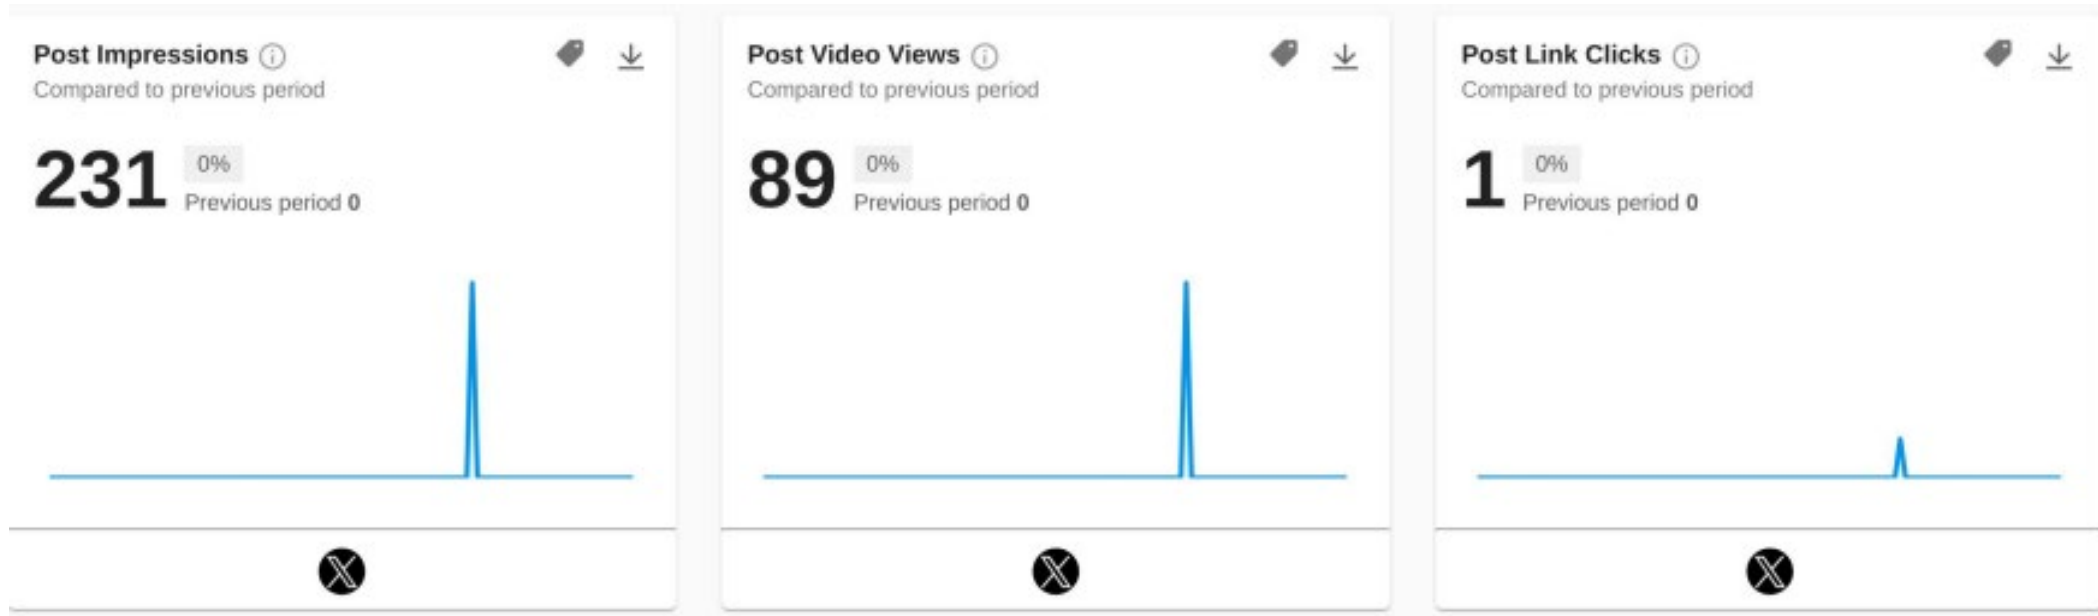 Post Impressions
Compared to previous period
231
0%
Previous period 0
Post Video Views
Compared to previous period
89
0%
Previous period 0
Post Link Clicks
Compared to previous period
1
0%
Previous period 0